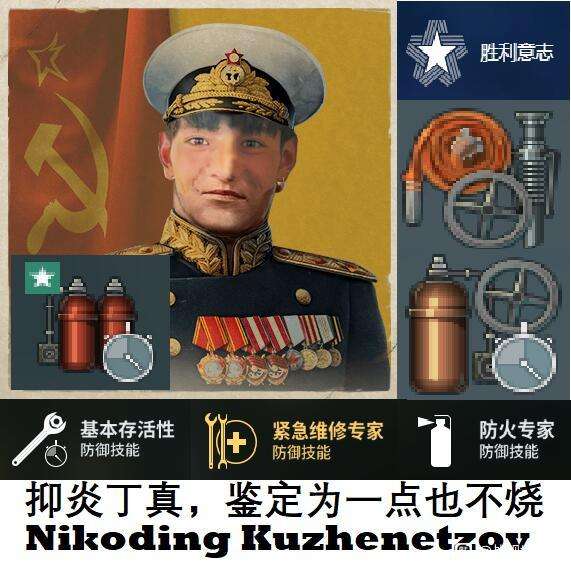 胜利意志
基本存活性
防御技能
紧急维修专家
防御技能
防火专家
防御技能
抑炎丁真，鉴定为一点也不烧
Nikoding Kuzhenetzov